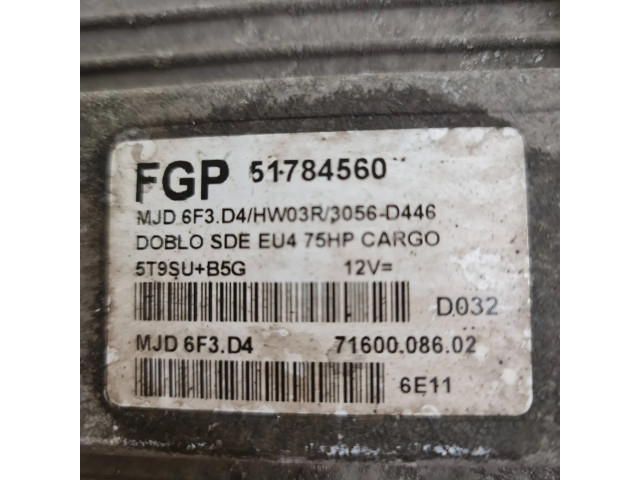 FGP 51784560
MJD 6F3.D4/HW03R/3056-D446
DOBLO SDE EU4 75HP CARGO
5T9SU+B5G 12V=
D032
MJD 6F3.D4 71600.086.02
6E11